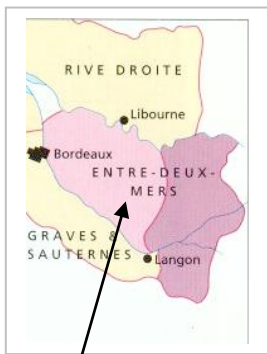 RIVE DROITE
Libourne
Bordeaux
ENTRE-DEUX-
MERS
GRAVES &
SAUTERNES
Langon